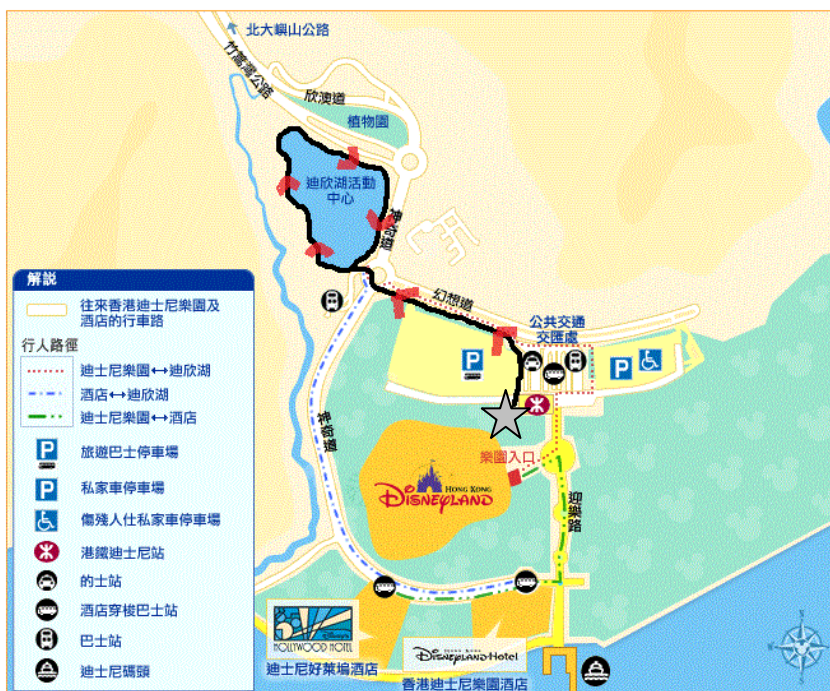 北大嶼山公路
竹篙灣公路
欣澳道
植物園
迪欣湖活動
中心
神奇道
幻想道
公共交通
交匯處
P
P
樂園入口
HONG KONG
DISNEYLAND
迎樂路
解説
往來香港迪士尼樂園及
酒店的行車路
行人路徑
迪士尼樂園↔迪欣湖
酒店↔迪欣湖
迪士尼樂園↔酒店
P
旅遊巴士停車場
P
私家車停車場
傷殘人仕私家車停車場
港鐵迪士尼站
的士站
酒店穿梭巴士站
巴士站
迪士尼碼頭
HOLLYWOOD HOTEL
迪士尼好萊塢酒店
Disneyland Hotel
香港迪士尼樂園酒店